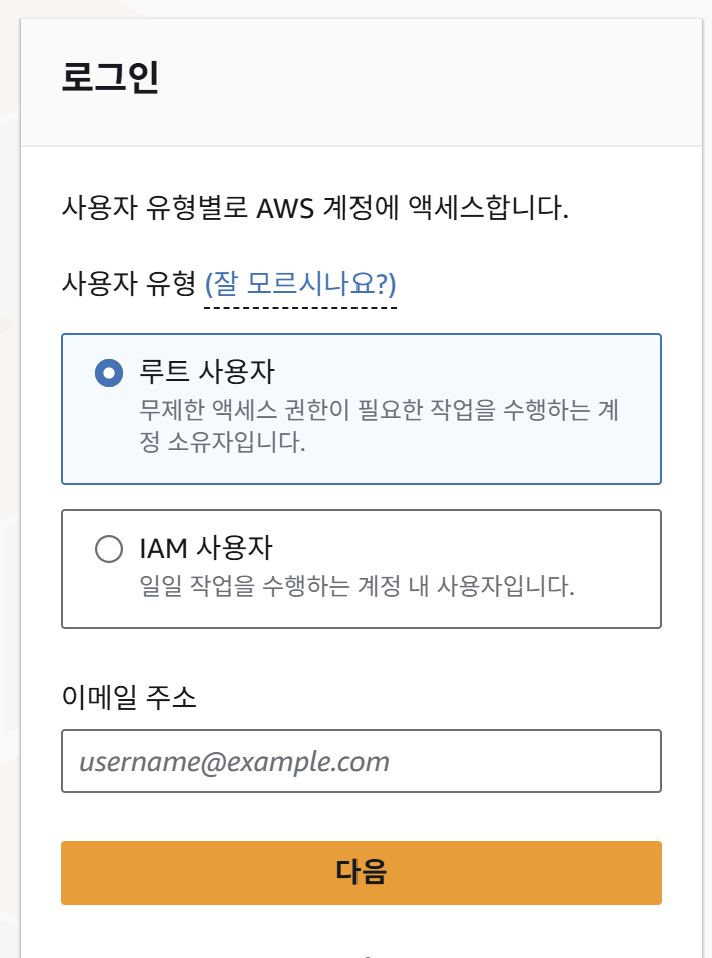 로그인
사용자 유형별로 AWS 계정에 액세스합니다.
사용자 유형 (잘 모르시나요?)
루트 사용자
무제한 액세스 권한이 필요한 작업을 수행하는 계
정 소유자입니다.
IAM 사용자
일일 작업을 수행하는 계정 내 사용자입니다.
이메일 주소
username@example.com
다음